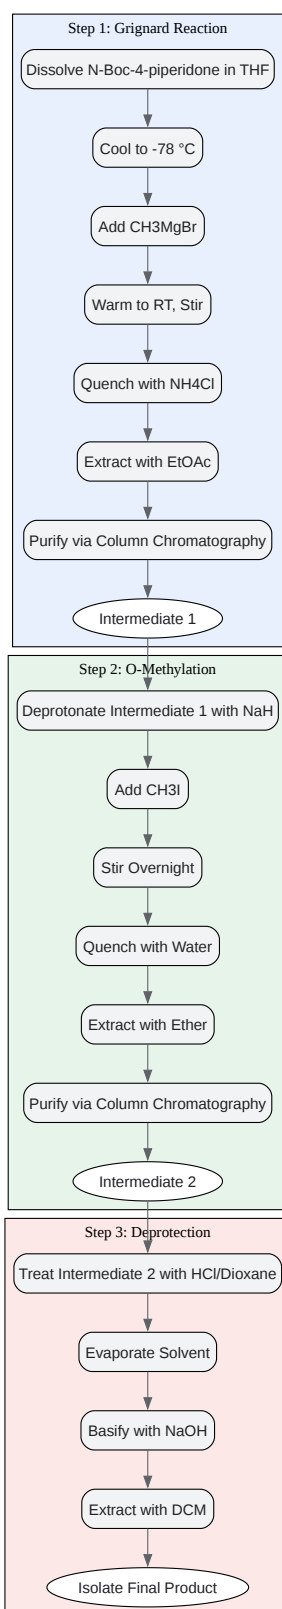 Step 1: Grignard Reaction
Dissolve N-Boc-4-piperidone in THF
Cool to -78 °C
Add CH3MgBr
Warm to RT, Stir
Quench with NH4Cl
Extract with EtOAc
Purify via Column Chromatography
Intermediate 1
Step 2: O-Methylation
Deprotonate Intermediate 1 with NaH
Add CH3I
Stir Overnight
Quench with Water
Extract with Ether
Purify via Column Chromatography
Intermediate 2
Step 3: Deprotection
Treat Intermediate 2 with HCl/Dioxane
Evaporate Solvent
Basify with NaOH
Extract with DCM
Isolate Final Product